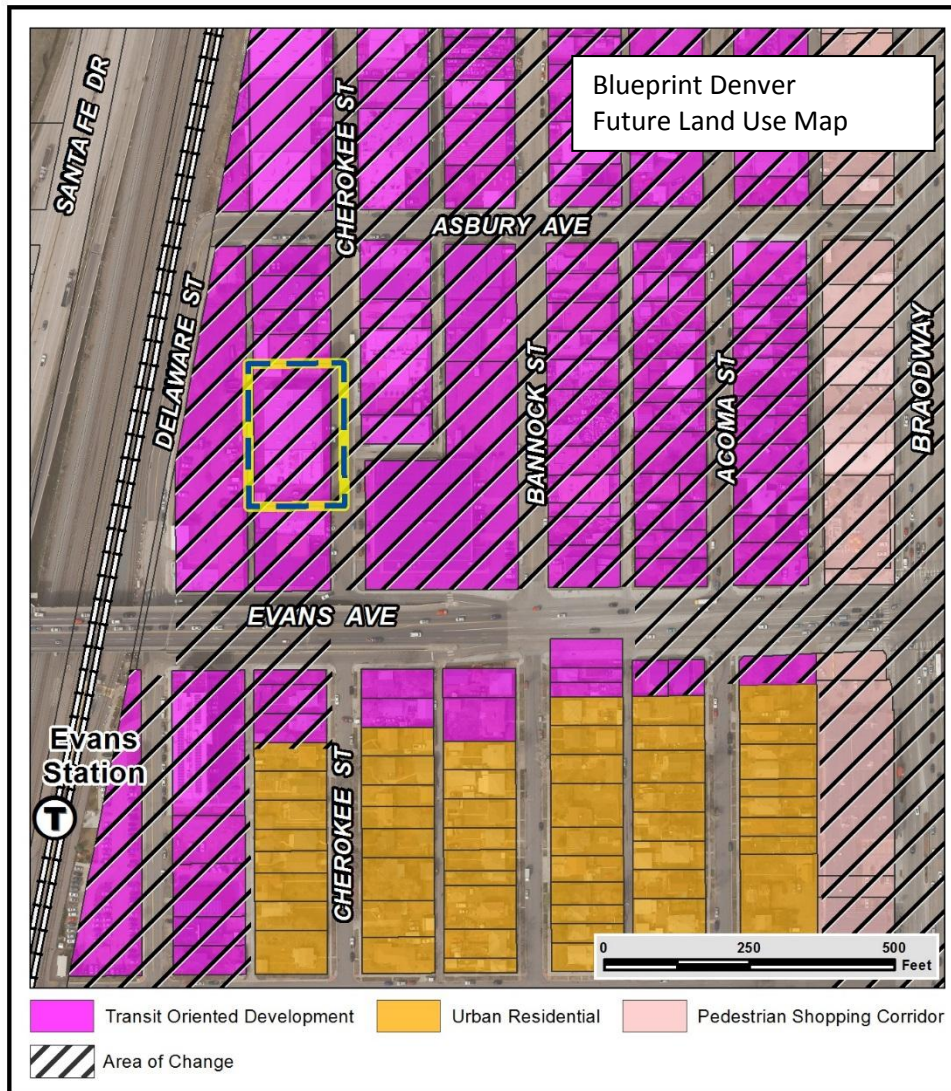 Blueprint Denver
Future Land Use Map
SANTA FE DR
CHEROKEE ST
ASBURY AVE
DELAWARE ST
BANNOCK ST
ACOMA ST
BRAODWAY
EVANS AVE
Evans
Station
T
CHEROKEE ST
0 250 500
Feet
Transit Oriented Development
Urban Residential
Pedestrian Shopping Corridor
Area of Change